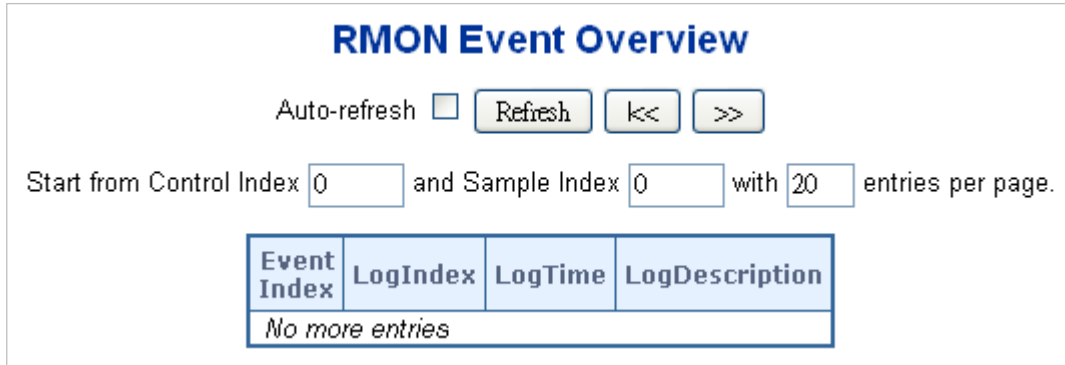 RMON Event Overview
Auto-refresh Refresh |<< >>
Start from Control Index 0 and Sample Index 0 with 20 entries per page.
Event Index LogIndex LogTime LogDescription
No more entries